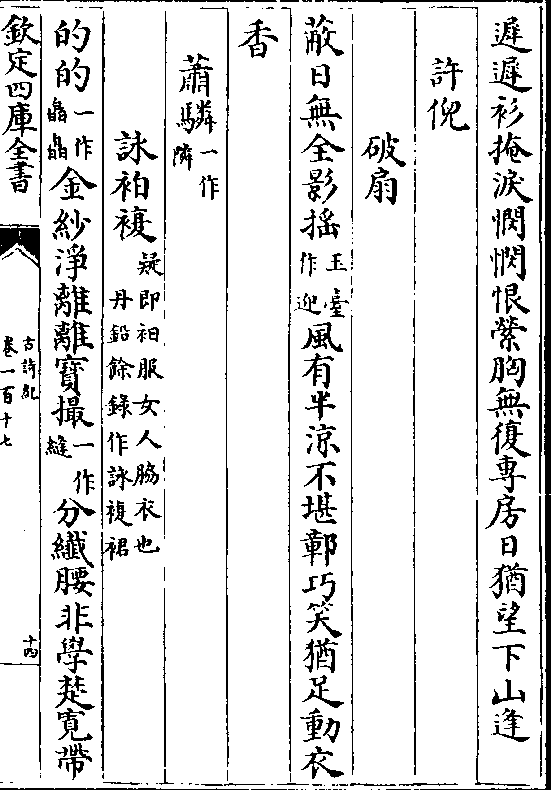 遲遲衫掩淚憫憫恨縈胸無復專房日猶望下山逢
許倪
破扇
蔽日無全影搖玉臺作迎風有半涼不堪鄣巧笑猶足動衣
香
蕭驎一作隣
詠袙複疑即袙服女人脇衣也丹鉛餘錄作詠複裙
的的一作皛皛金紗淨離離寶撮一作縫分纖腰非學楚寛帶
欽定四庫全書
古詩紀
卷一百十七
十四